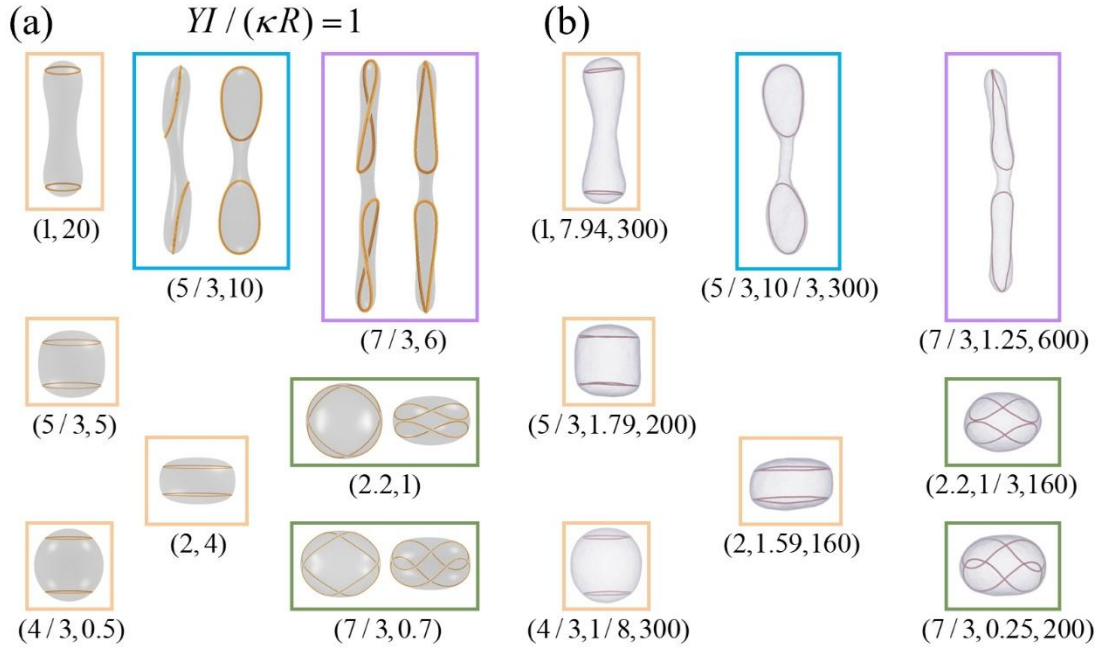 (a) YI / (κR) = 1
(1, 20)
(5 / 3, 10)
(7 / 3, 6)
(5 / 3, 5)
(2.2, 1)
(2, 4)
(4 / 3, 0.5)
(7 / 3, 0.7)
(b)
(1, 7.94, 300)
(5 / 3, 10 / 3, 300)
(7 / 3, 1.25, 600)
(5 / 3, 1.79, 200)
(2.2, 1 / 3, 160)
(2, 1.59, 160)
(4 / 3, 1 / 8, 300)
(7 / 3, 0.25, 200)